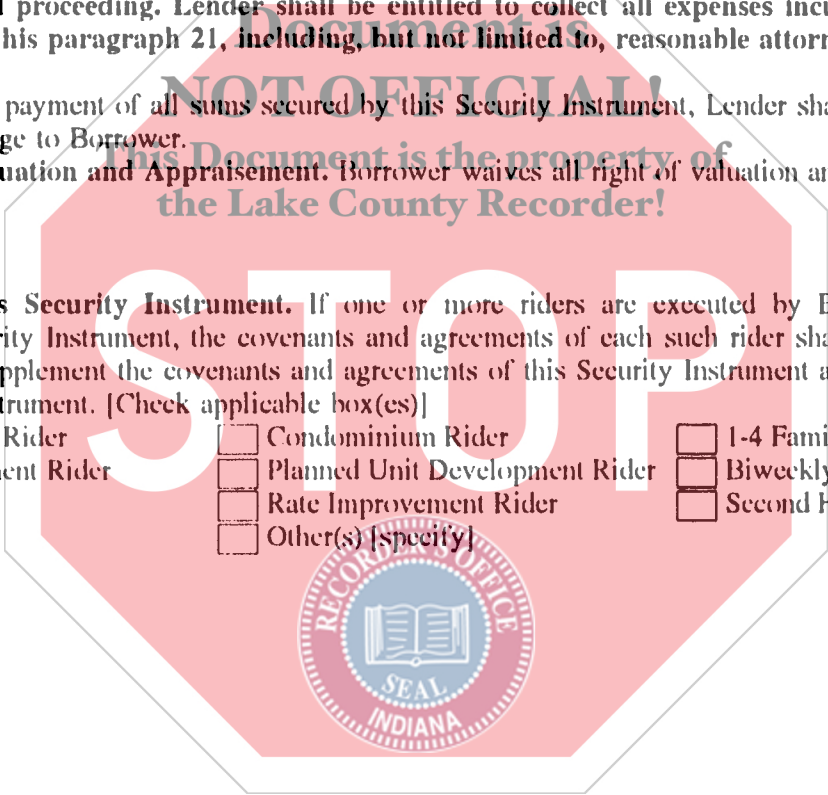 proceeding. Lender shall be entitled to collect all expenses incu
his paragraph 21, including, but not limited to, reasonable attorn
Document is
NOT OFFICIAL!
payment of all sums secured by this Security Instrument, Lender sha
ge to Borrower.
This Document is the property of
uation and Appraisement. Borrower waives all right of valuation an
the Lake County Recorder!
s Security Instrument. If one or more riders are executed by B
rity Instrument, the covenants and agreements of each such rider sha
pplement the covenants and agreements of this Security Instrument a
trument. [Check applicable box(es)]
STOP
Rider Condominium Rider 1-4 Fami
ent Rider Planned Unit Development Rider Biweekly
Rate Improvement Rider Second H
Other(s) [specify]
RECORDER'S OFFICE
SEAL
INDIANA